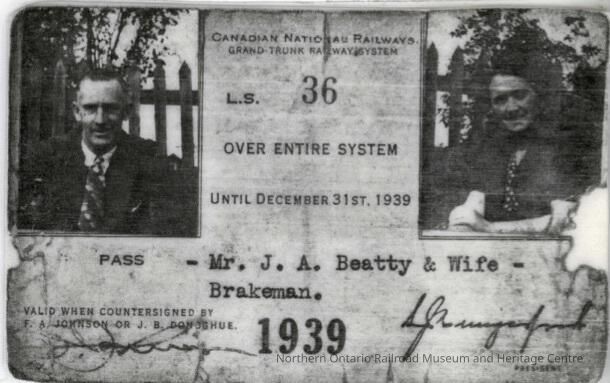 CANADIAN NATIONAL RAILWAYS.
GRAND TRUNK RAILWAY SYSTEM
L.S. 36
OVER ENTIRE SYSTEM
UNTIL DECEMBER 31ST, 1939
PASS - Mr. J. A. Beatty & Wife -
Brakeman.
VALID WHEN COUNTERSIGNED BY
F. A. JOHNSON OR J. B. DONOGHUE.
1939
PRESIDENT
Northern Ontario Railroad Museum and Heritage Centre